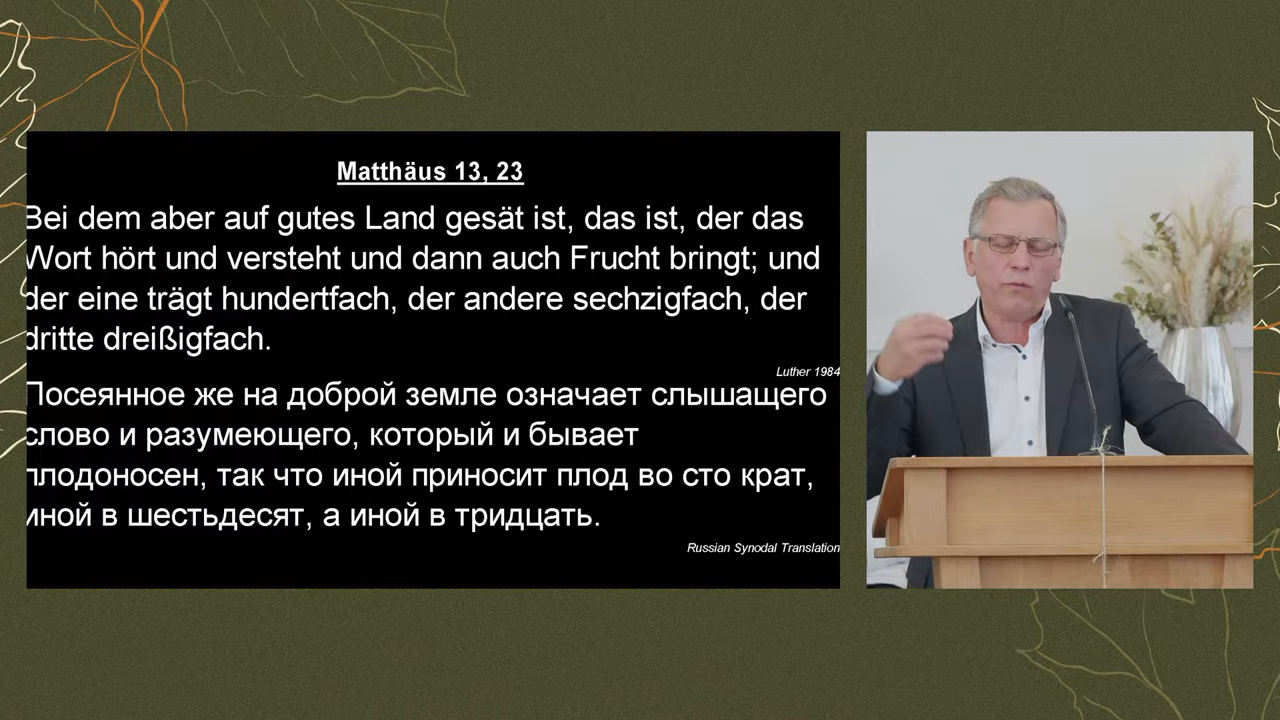 Matthäus 13, 23
Bei dem aber auf gutes Land gesät ist, das ist, der das
Wort hört und versteht und dann auch Frucht bringt; und
der eine trägt hundertfach, der andere sechzigfach, der
dritte dreißigfach.
Luther 1984
Посеянное же на доброй земле означает слышащего
слово и разумеющего, который и бывает
плодоносен, так что иной приносит плод во сто крат,
иной в шестьдесят, а иной в тридцать.
Russian Synodal Translation